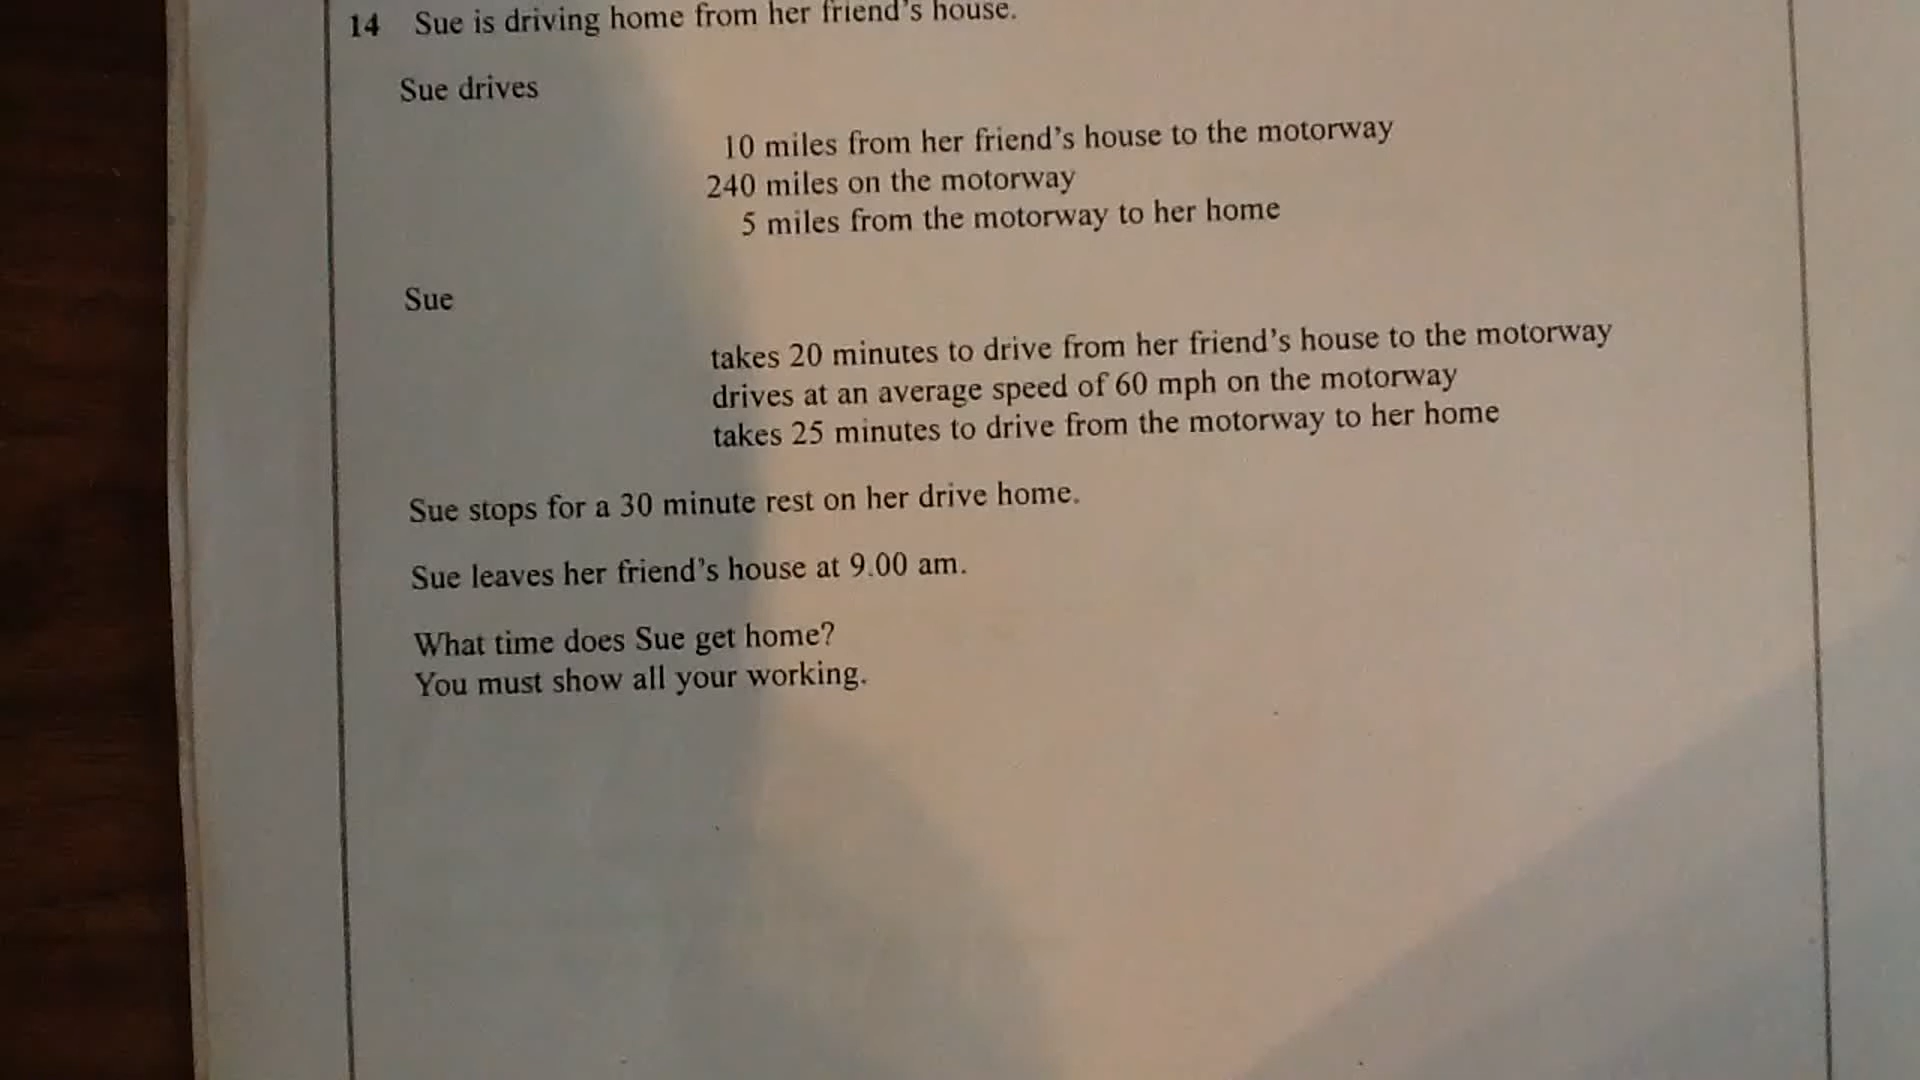 14 Sue is driving home from her friend's house.
Sue drives
10 miles from her friend's house to the motorway
240 miles on the motorway
5 miles from the motorway to her home
Sue
takes 20 minutes to drive from her friend's house to the motorway
drives at an average speed of 60 mph on the motorway
takes 25 minutes to drive from the motorway to her home
Sue stops for a 30 minute rest on her drive home.
Sue leaves her friend's house at 9.00 am.
What time does Sue get home?
You must show all your working.